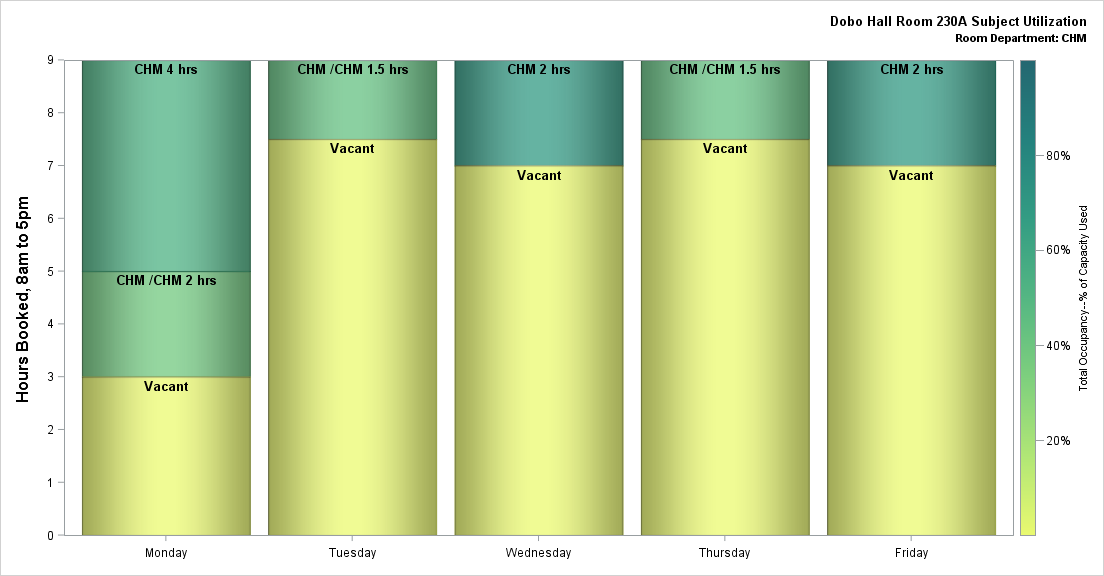 Dobo Hall Room 230A Subject Utilization
Room Department: CHM
Hours Booked, 8am to 5pm
9
8
7
6
5
4
3
2
1
0
CHM 4 hrs
CHM /CHM 2 hrs
Vacant
CHM /CHM 1.5 hrs
Vacant
CHM 2 hrs
Vacant
CHM /CHM 1.5 hrs
Vacant
CHM 2 hrs
Vacant
Monday
Tuesday
Wednesday
Thursday
Friday
80%
60%
40%
20%
Total Occupancy--% of Capacity Used